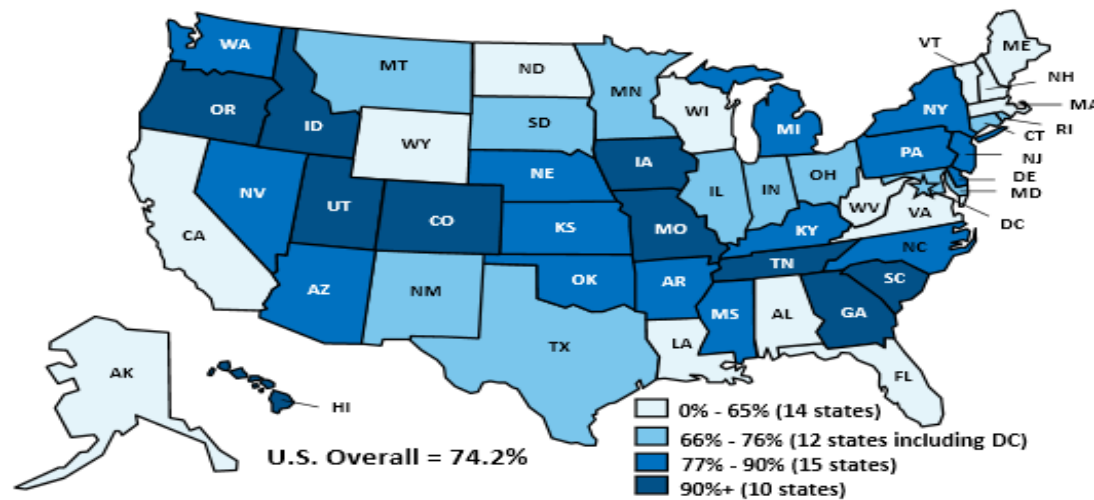 WA
MT
ND
MN
VT
ME
NH
MA
RI
CT
NJ
DE
MD
DC
OR
ID
WY
SD
WI
MI
NY
PA
NV
UT
CO
NE
IA
IL
IN
OH
WV
VA
CA
KS
MO
KY
NC
AZ
NM
OK
AR
TN
SC
TX
LA
MS
AL
GA
FL
AK
HI
U.S. Overall = 74.2%
0% - 65% (14 states)
66% - 76% (12 states including DC)
77% - 90% (15 states)
90%+ (10 states)